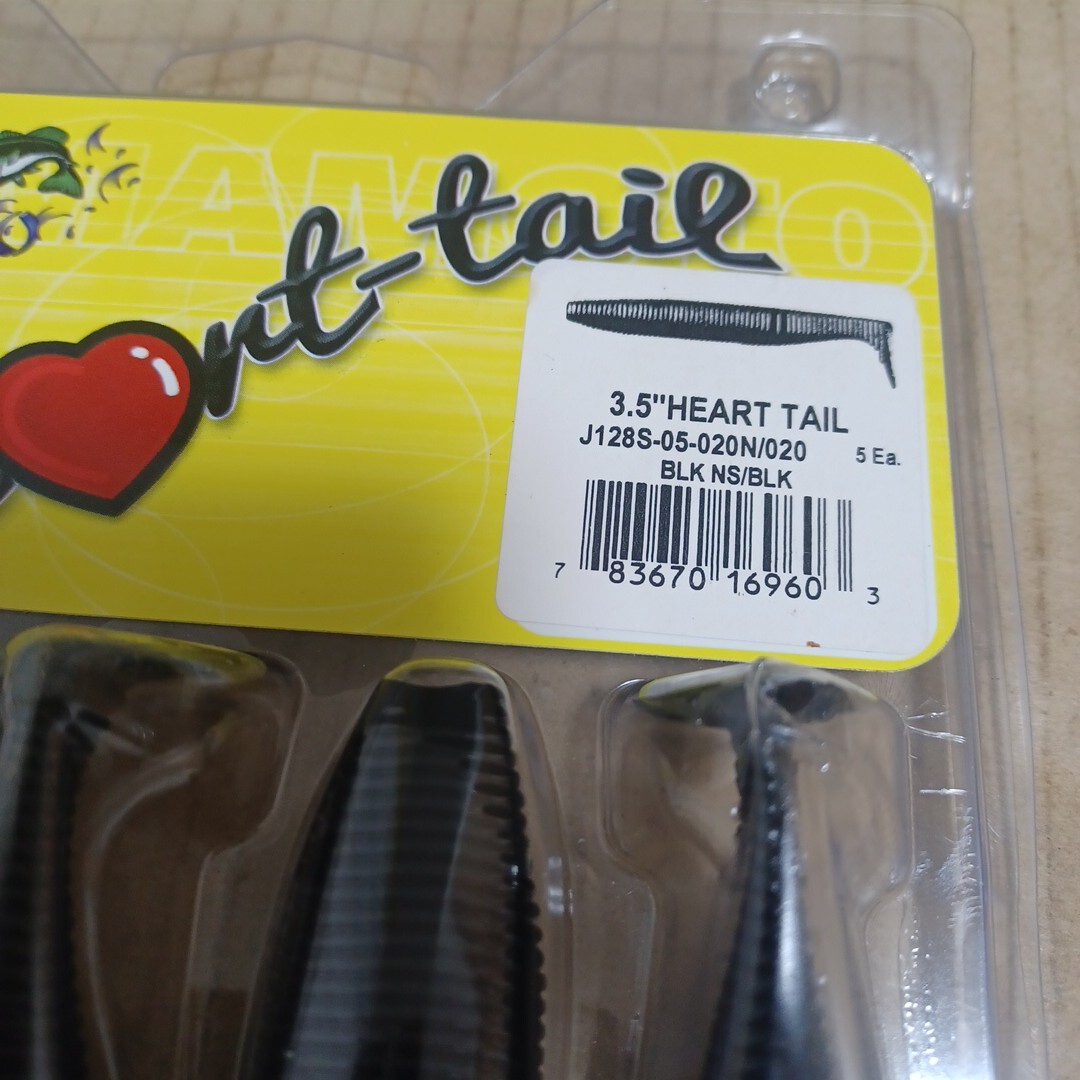 AMOTO
rt-tail
3.5"HEART TAIL
J128S-05-020N/020 5 Ea.
BLK NS/BLK
7 83670 16960 3